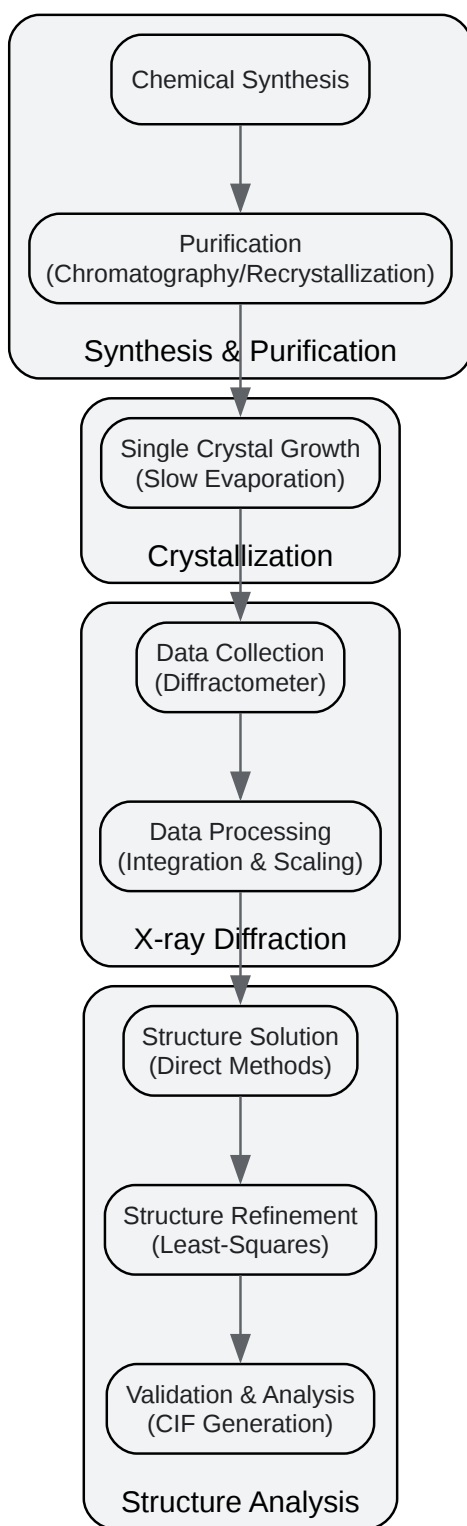 Chemical Synthesis
Purification
(Chromatography/Recrystallization)
Synthesis & Purification
Single Crystal Growth
(Slow Evaporation)
Crystallization
Data Collection
(Diffractometer)
Data Processing
(Integration & Scaling)
X-ray Diffraction
Structure Solution
(Direct Methods)
Structure Refinement
(Least-Squares)
Validation & Analysis
(CIF Generation)
Structure Analysis